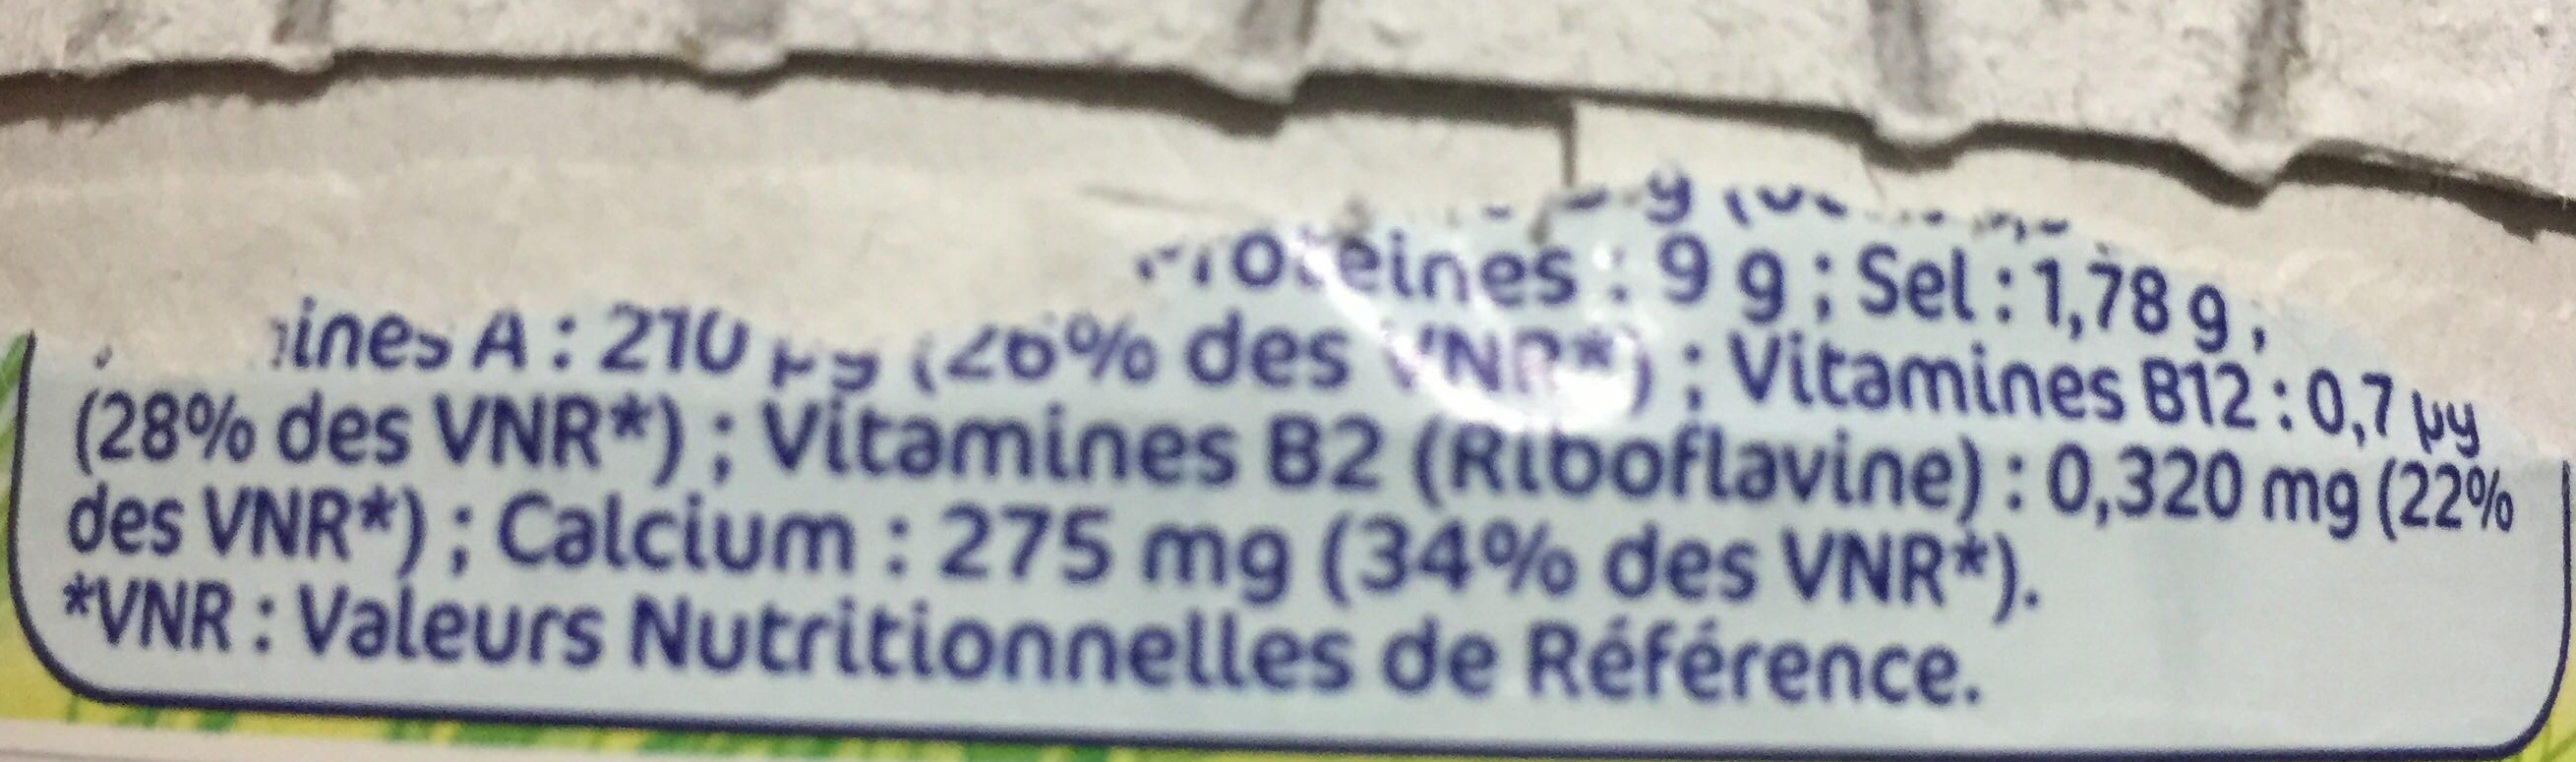 : 9 g ; Sel : 1,78 g ;
A : 210 µg (26% des VNR*) ; Vitamines B12 : 0,7 µg
(28% des VNR*) ; Vitamines B2 (Riboflavine) : 0,320 mg (22%
des VNR*) ; Calcium : 275 mg (34% des VNR*).
*VNR : Valeurs Nutritionnelles de Référence.